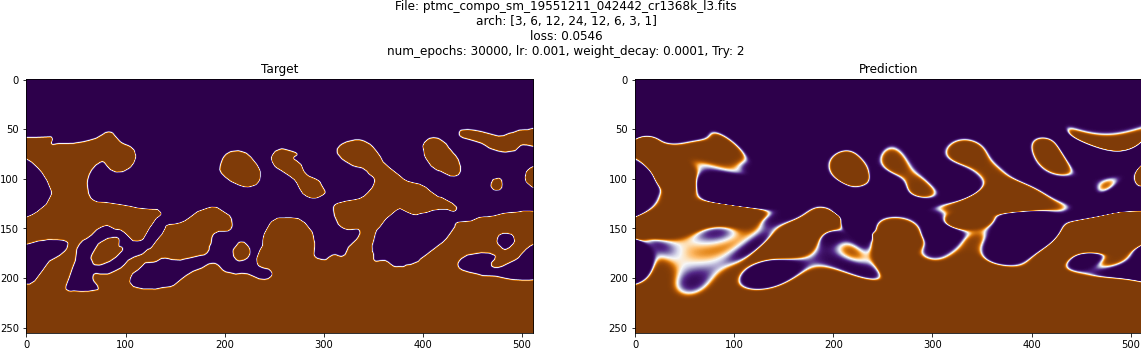 File: ptmc_compo_sm_19551211_042442_cr1368k_l3.fits
arch: [3, 6, 12, 24, 12, 6, 3, 1]
loss: 0.0546
num_epochs: 30000, lr: 0.001, weight_decay: 0.0001, Try: 2
Target
0
50
100
150
200
250
0 100 200 300 400 500
Prediction
0
50
100
150
200
250
0 100 200 300 400 500